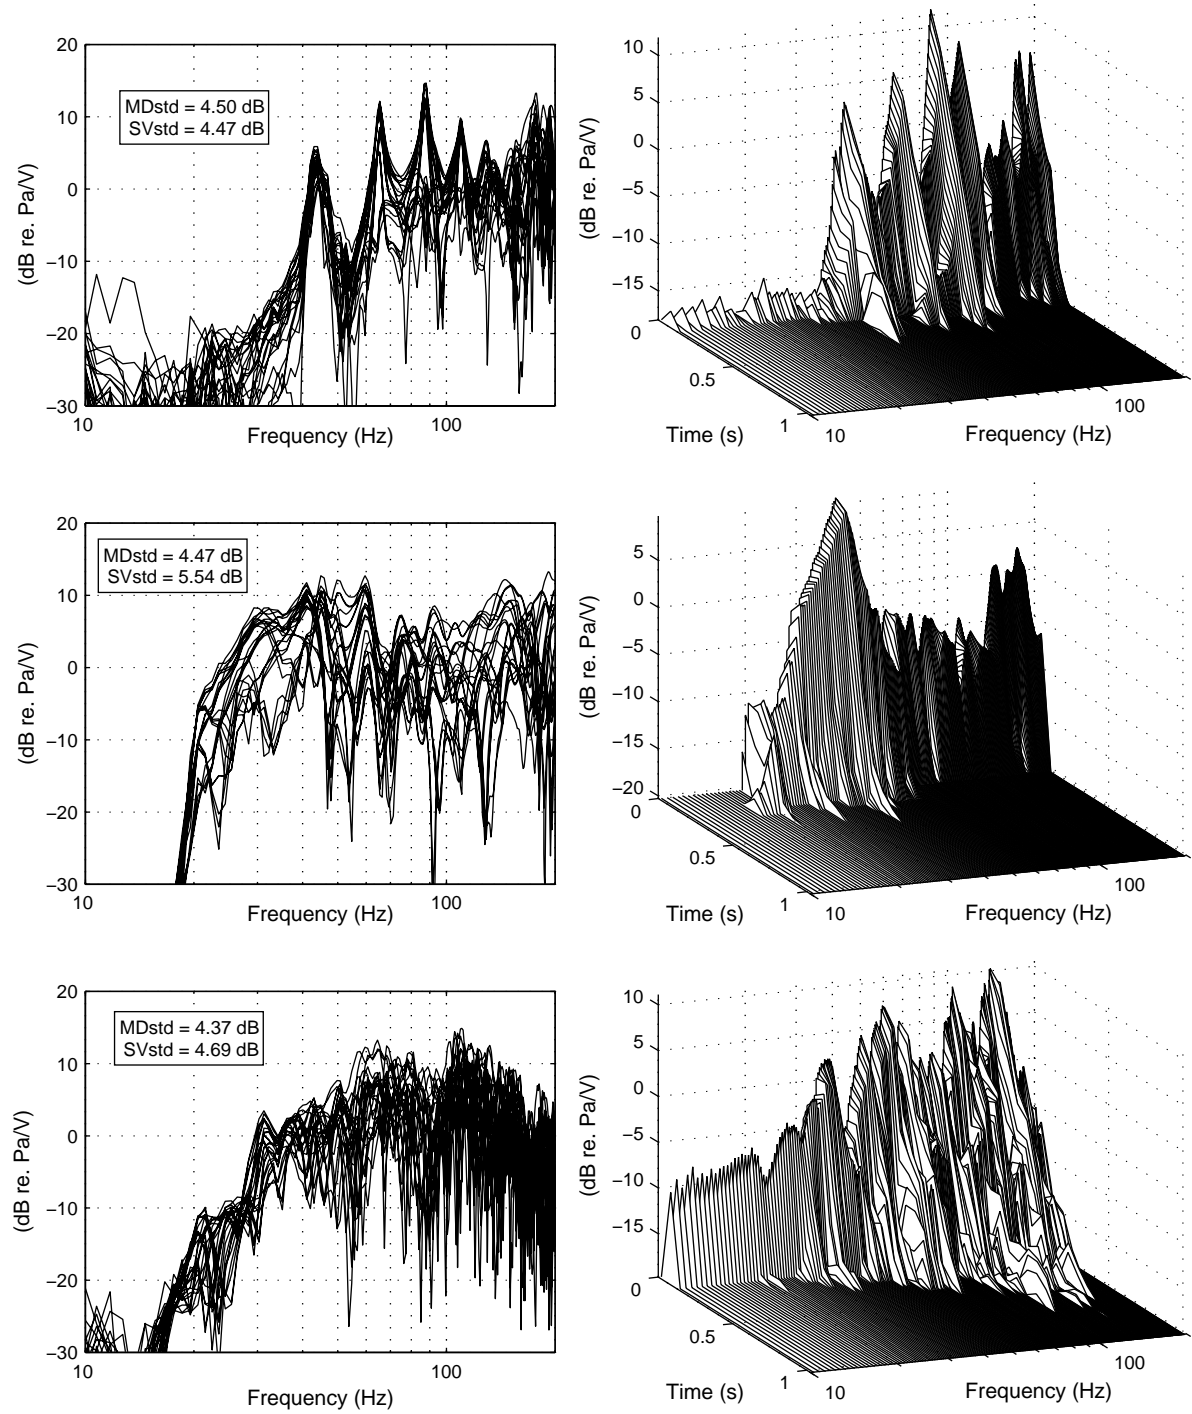 20
10
0
−10
−20
−30
10
100
Frequency (Hz)
(dB re. Pa/V)
MDstd = 4.50 dB
SVstd = 4.47 dB
10
5
0
−5
−10
−15
(dB re. Pa/V)
0
0.5
1
Time (s)
10
100
Frequency (Hz)
20
10
0
−10
−20
−30
10
100
Frequency (Hz)
(dB re. Pa/V)
MDstd = 4.47 dB
SVstd = 5.54 dB
5
0
−5
−10
−15
−20
(dB re. Pa/V)
0
0.5
1
Time (s)
10
100
Frequency (Hz)
20
10
0
−10
−20
−30
10
100
Frequency (Hz)
(dB re. Pa/V)
MDstd = 4.37 dB
SVstd = 4.69 dB
10
5
0
−5
−10
−15
(dB re. Pa/V)
0
0.5
1
Time (s)
10
100
Frequency (Hz)